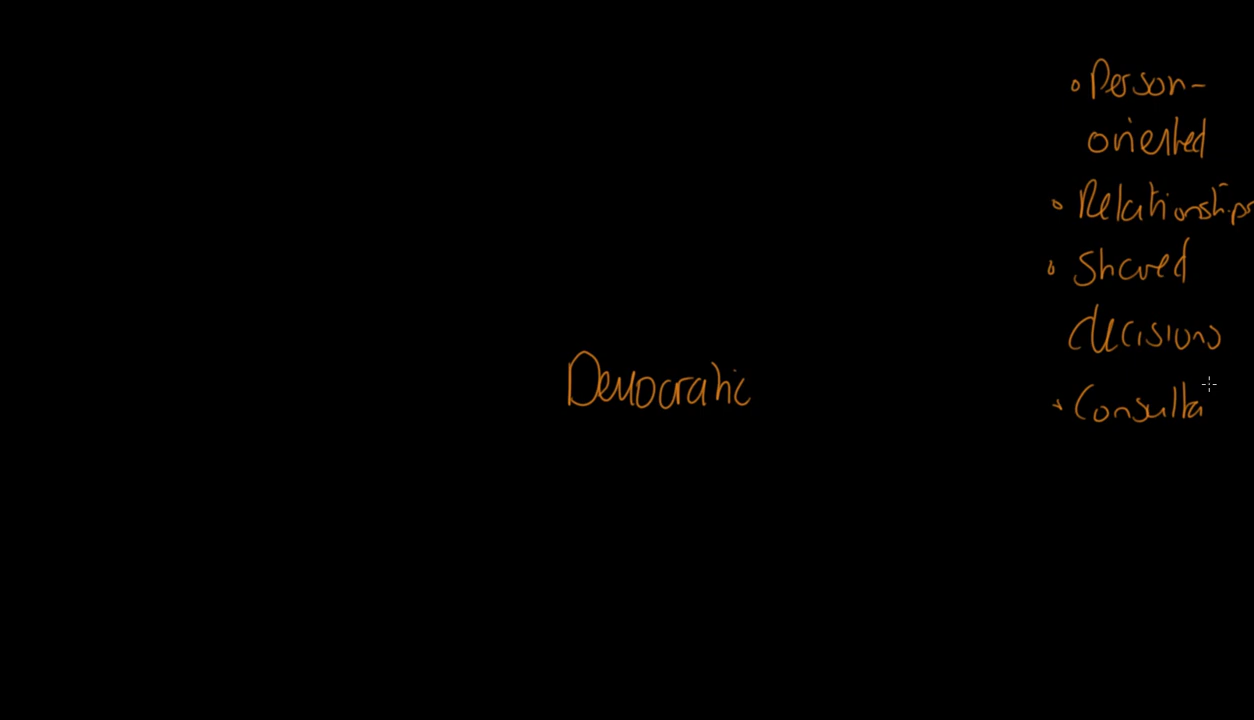 • Person-
oriented
• Relationships
• Shared
decisions
Democratic
• Consulta